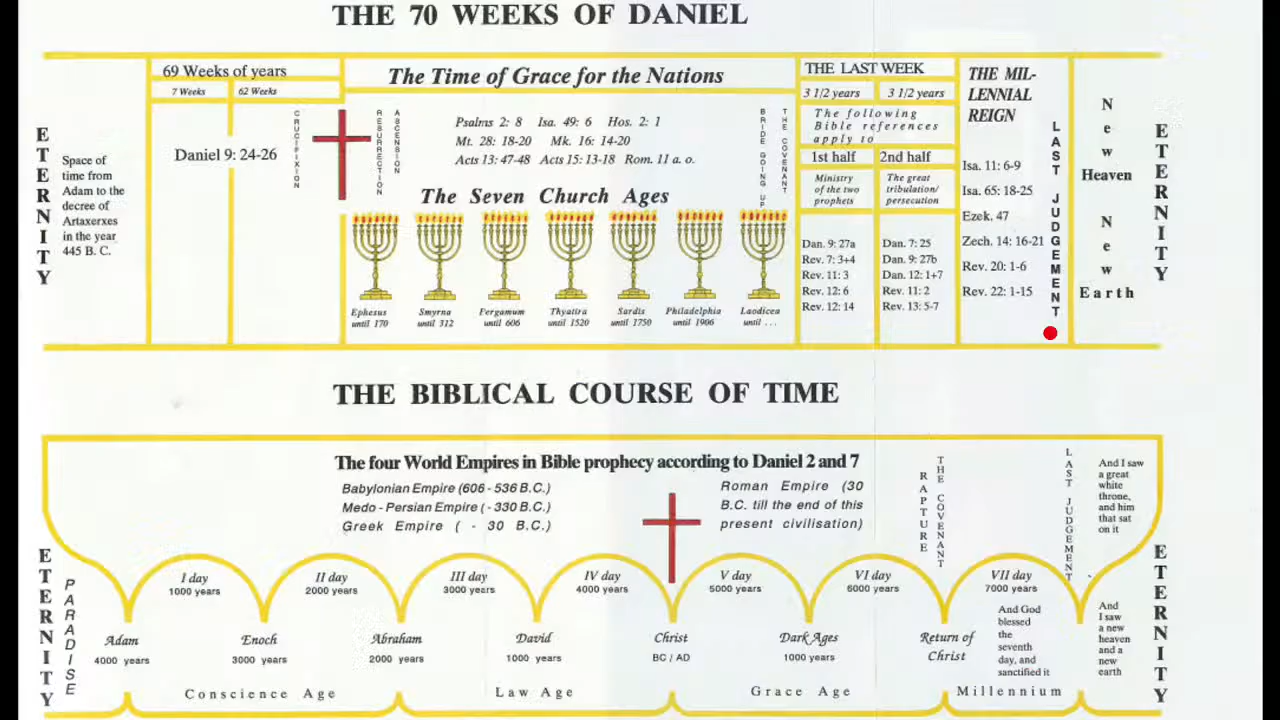 THE 70 WEEKS OF DANIEL
ETERNITY
Space of
time from
Adam to the
decree of
Artaxerxes
in the year
445 B. C.
69 Weeks of years
7 Weeks
62 Weeks
Daniel 9: 24-26
CRUCIFIXION
RESURRECTION
ASCENSION
The Time of Grace for the Nations
Psalms 2: 8 Isa. 49: 6 Hos. 2: 1
Mt. 28: 18-20 Mk. 16: 14-20
Acts 13: 47-48 Acts 15: 13-18 Rom. 11 a. o.
The Seven Church Ages
BRIDE GOING UP
THE COVENANT
Ephesus
until 170
Smyrna
until 312
Pergamum
until 606
Thyatira
until 1520
Sardis
until 1750
Philadelphia
until 1906
Laodicea
until ...
THE LAST WEEK
3 1/2 years
3 1/2 years
The following
Bible references
apply to
1st half
2nd half
Ministry
of the two
prophets
The great
tribulation/
persecution
Dan. 9: 27a
Rev. 7: 3+4
Rev. 11: 3
Rev. 12: 6
Rev. 12: 14
Dan. 7: 25
Dan. 9: 27b
Dan. 12: 1+7
Rev. 11: 2
Rev. 13: 5-7
THE MIL-
LENNIAL
REIGN
Isa. 11: 6-9
Isa. 65: 18-25
Ezek. 47
Zech. 14: 16-21
Rev. 20: 1-6
Rev. 22: 1-15
LAST JUDGEMENT
New
Heaven
New
Earth
ETERNITY
THE BIBLICAL COURSE OF TIME
The four World Empires in Bible prophecy according to Daniel 2 and 7
Babylonian Empire (606 - 536 B.C.)
Medo - Persian Empire ( - 330 B.C.)
Greek Empire ( - 30 B.C.)
Roman Empire (30
B.C. till the end of this
present civilisation)
RAPTURE
THE COVENANT
LAST JUDGEMENT
And I saw
a great
white
throne,
and him
that sat
on it
ETERNITY
PARADISE
I day
1000 years
II day
2000 years
III day
3000 years
IV day
4000 years
V day
5000 years
VI day
6000 years
VII day
7000 years
And God
blessed
the
seventh
day, and
sanctified it
And
I saw
a new
heaven
and a
new
earth
ETERNITY
Adam
4000 years
Enoch
3000 years
Abraham
2000 years
David
1000 years
Christ
BC / AD
Dark Ages
1000 years
Return of
Christ
Conscience Age
Law Age
Grace Age
Millennium